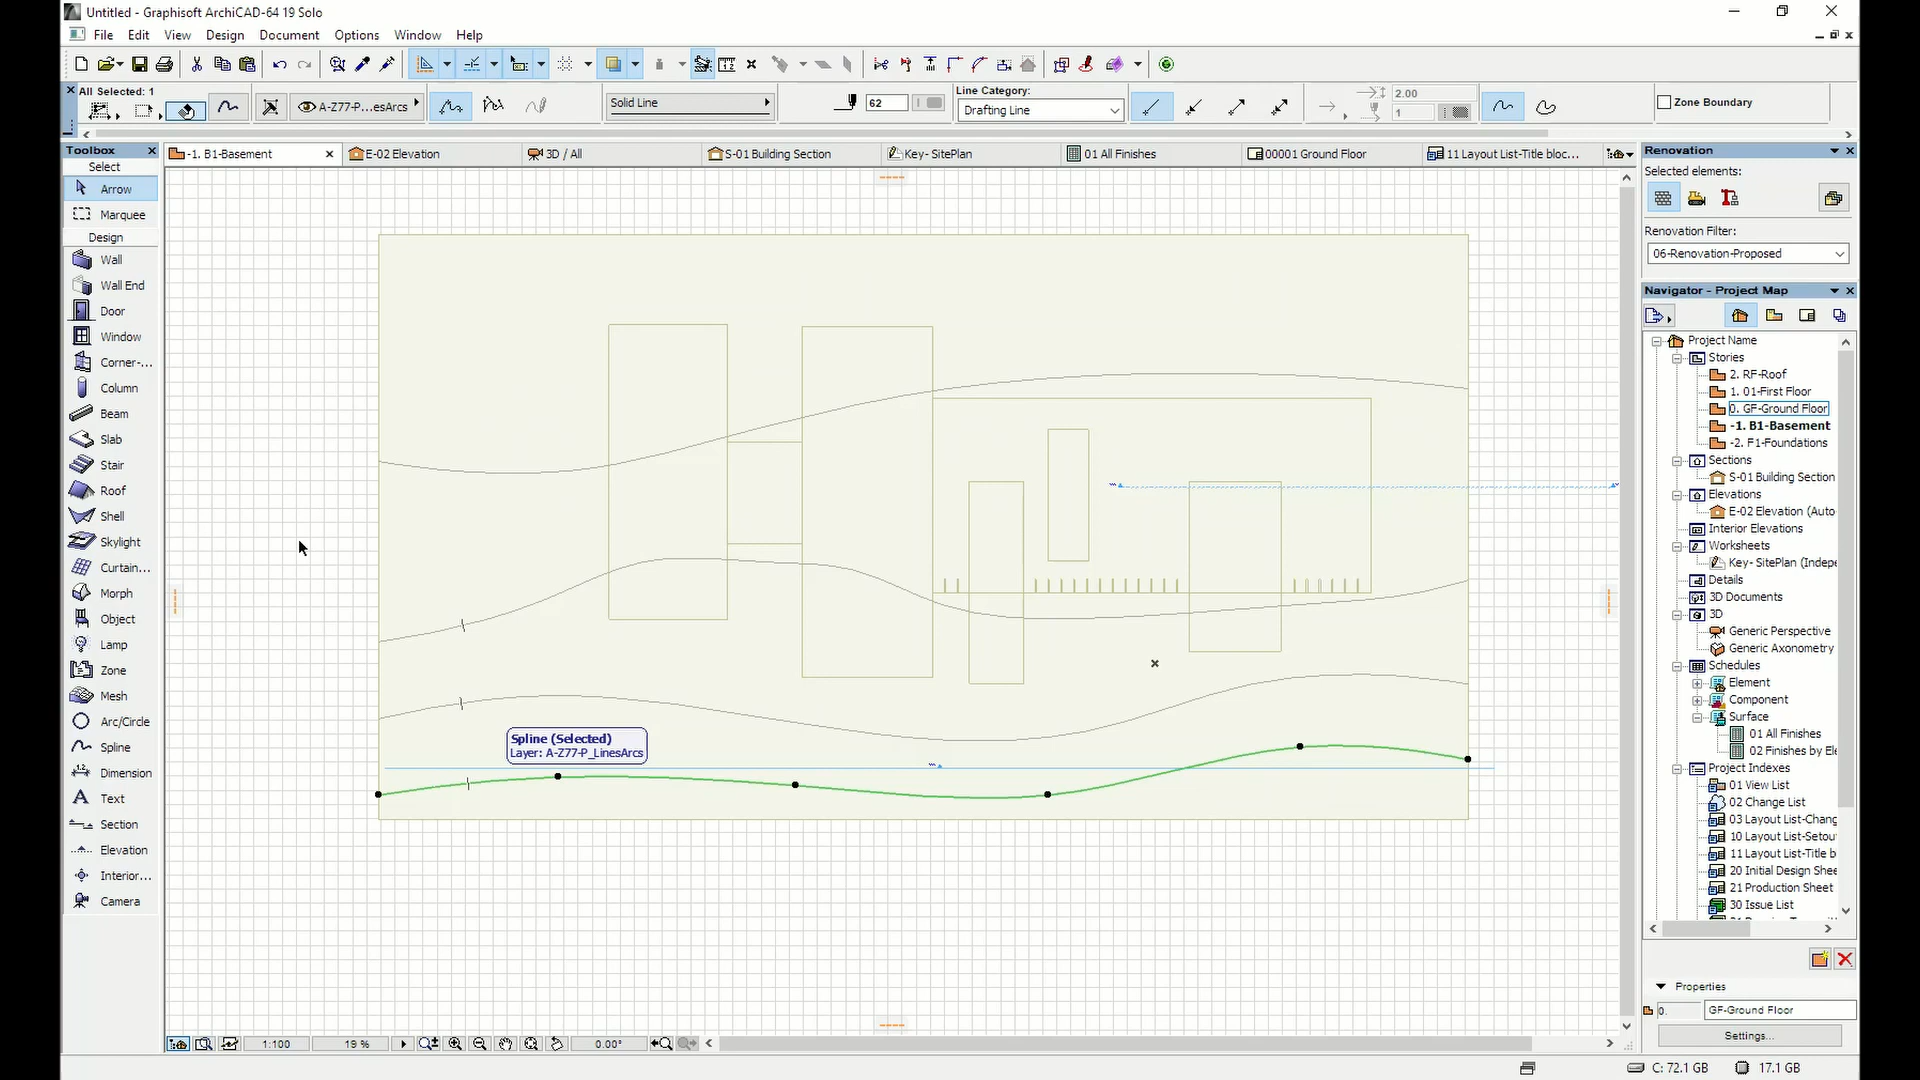 Untitled - Graphisoft ArchiCAD-64 19 Solo
File Edit View Design Document Options Window Help
All Selected: 1
A-Z77-P...esArcs
Solid Line
62
Line Category:
Drafting Line
2.00
1
Zone Boundary
Toolbox
-1. B1-Basement
E-02 Elevation
3D / All
S-01 Building Section
Key- SitePlan
01 All Finishes
00001 Ground Floor
11 Layout List-Title bloc...
Select
Arrow
Marquee
Design
Wall
Wall End
Door
Window
Corner-...
Column
Beam
Slab
Stair
Roof
Shell
Skylight
Curtain...
Morph
Object
Lamp
Zone
Mesh
Arc/Circle
Spline
Dimension
Text
Section
Elevation
Interior...
Camera
Spline (Selected)
Layer: A-Z77-P_LinesArcs
Renovation
Selected elements:
Renovation Filter:
06-Renovation-Proposed
Navigator - Project Map
Project Name
Stories
2. RF-Roof
1. 01-First Floor
0. GF-Ground Floor
-1. B1-Basement
-2. F1-Foundations
Sections
S-01 Building Section
Elevations
E-02 Elevation (Auto
Interior Elevations
Worksheets
Key- SitePlan (Indepe
Details
3D Documents
3D
Generic Perspective
Generic Axonometry
Schedules
Element
Component
Surface
01 All Finishes
02 Finishes by Ele
Project Indexes
01 View List
02 Change List
03 Layout List-Chang
10 Layout List-Setou
11 Layout List-Title b
20 Initial Design Shee
21 Production Sheet
30 Issue List
Properties
0.
GF-Ground Floor
Settings...
1:100
19 %
0.00°
C: 72.1 GB
17.1 GB